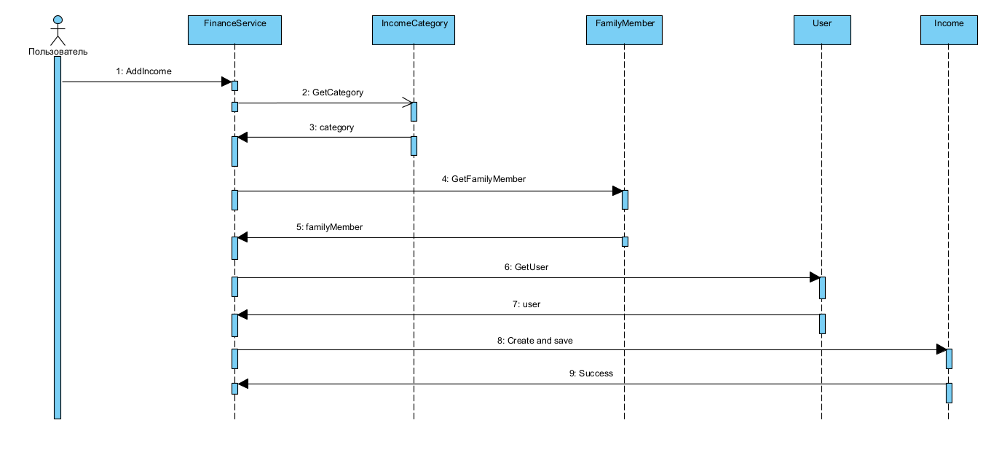 FinanceService
IncomeCategory
FamilyMember
User
Income
Пользователь
1: AddIncome
2: GetCategory
3: category
4: GetFamilyMember
5: familyMember
6: GetUser
7: user
8: Create and save
9: Success